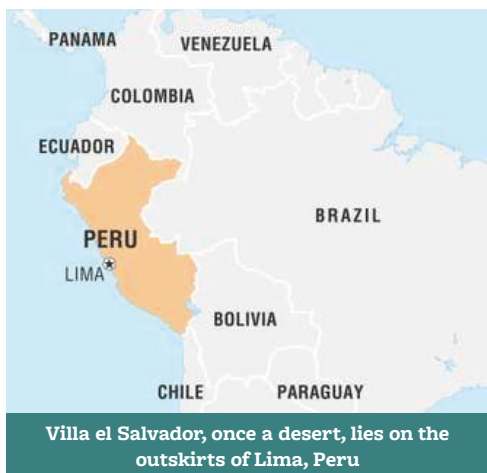 PANAMA
VENEZUELA
COLOMBIA
ECUADOR
BRAZIL
PERU
LIMA
BOLIVIA
CHILE
PARAGUAY
Villa el Salvador, once a desert, lies on the
outskirts of Lima, Peru